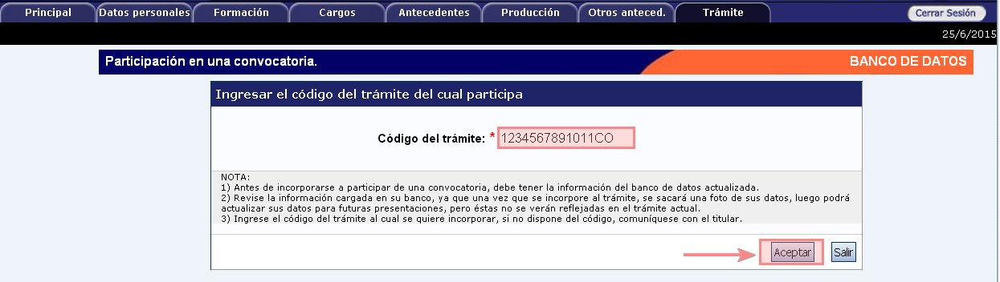 Principal Datos personales Formación Cargos Antecedentes Producción Otros anteced. Trámite Cerrar Sesión
25/6/2015
Participación en una convocatoria. BANCO DE DATOS
Ingresar el código del trámite del cual participa
Código del trámite: * 1234567891011CO
NOTA:
1) Antes de incorporarse a participar de una convocatoria, debe tener la información del banco de datos actualizada.
2) Revise la información cargada en su banco, ya que una vez que se incorpore al trámite, se sacará una foto de sus datos, luego podrá
actualizar sus datos para futuras presentaciones, pero éstas no se verán reflejadas en el trámite actual.
3) Ingrese el código del trámite al cual se quiere incorporar, si no dispone del código, comuníquese con el titular.
Aceptar Salir